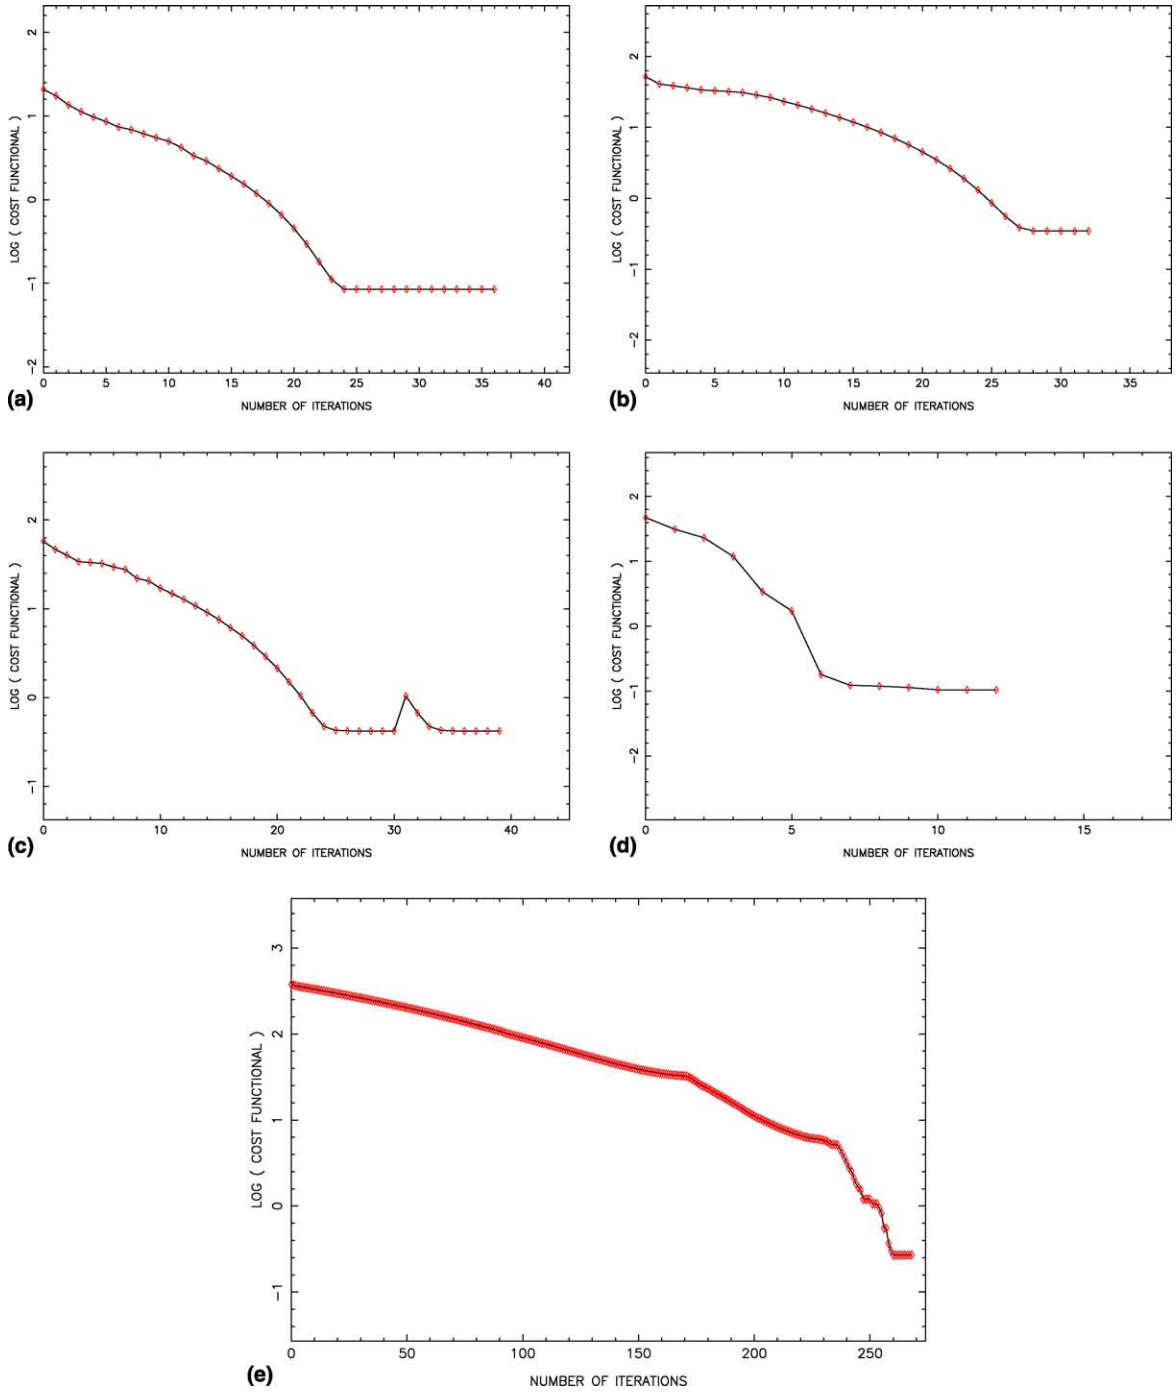 2
1
0
−1
−2
LOG ( COST FUNCTIONAL )
0 5 10 15 20 25 30 35 40
NUMBER OF ITERATIONS
(a)
2
1
0
−1
−2
LOG ( COST FUNCTIONAL )
0 5 10 15 20 25 30 35
NUMBER OF ITERATIONS
(b)
2
1
0
−1
LOG ( COST FUNCTIONAL )
0 10 20 30 40
NUMBER OF ITERATIONS
(c)
2
1
0
−1
−2
LOG ( COST FUNCTIONAL )
0 5 10 15
NUMBER OF ITERATIONS
(d)
3
2
1
0
−1
LOG ( COST FUNCTIONAL )
0 50 100 150 200 250
NUMBER OF ITERATIONS
(e)